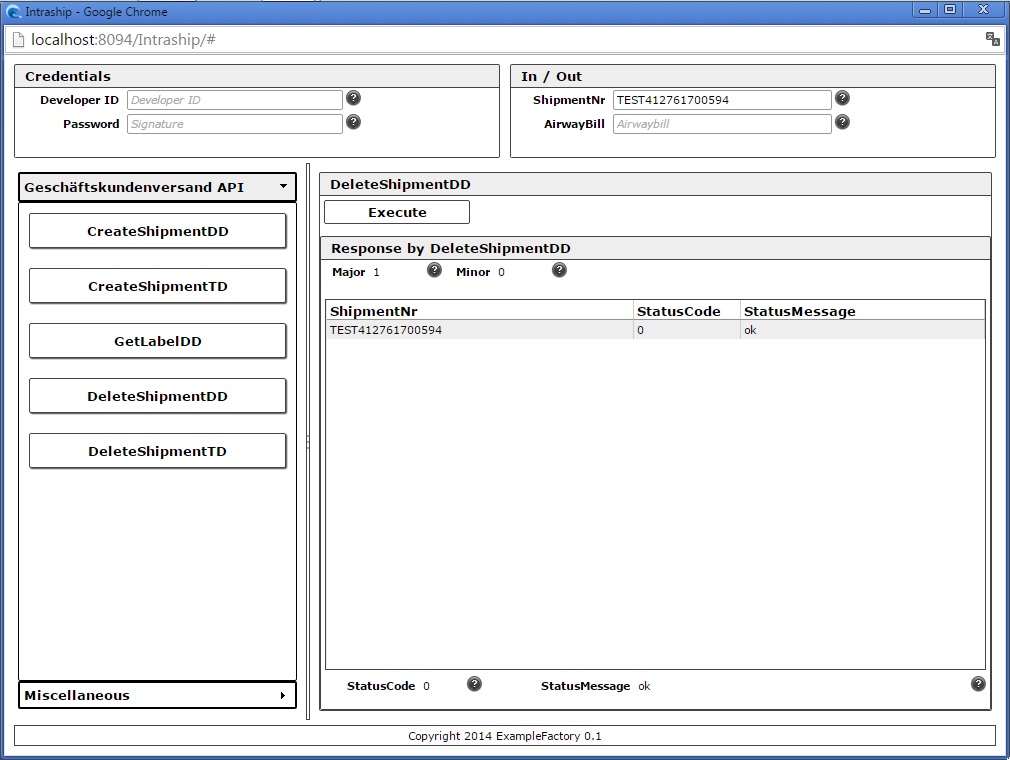 Intraship - Google Chrome
localhost:8094/Intraship/#
Credentials
Developer ID Developer ID ?
Password Signature ?
In / Out
ShipmentNr TEST412761700594 ?
AirwayBill Airwaybill ?
Geschäftskundenversand API
CreateShipmentDD
CreateShipmentTD
GetLabelDD
DeleteShipmentDD
DeleteShipmentTD
Miscellaneous
DeleteShipmentDD
Execute
Response by DeleteShipmentDD
Major 1 ? Minor 0 ?
ShipmentNr StatusCode StatusMessage
TEST412761700594 0 ok
StatusCode 0 ? StatusMessage ok ?
Copyright 2014 ExampleFactory 0.1